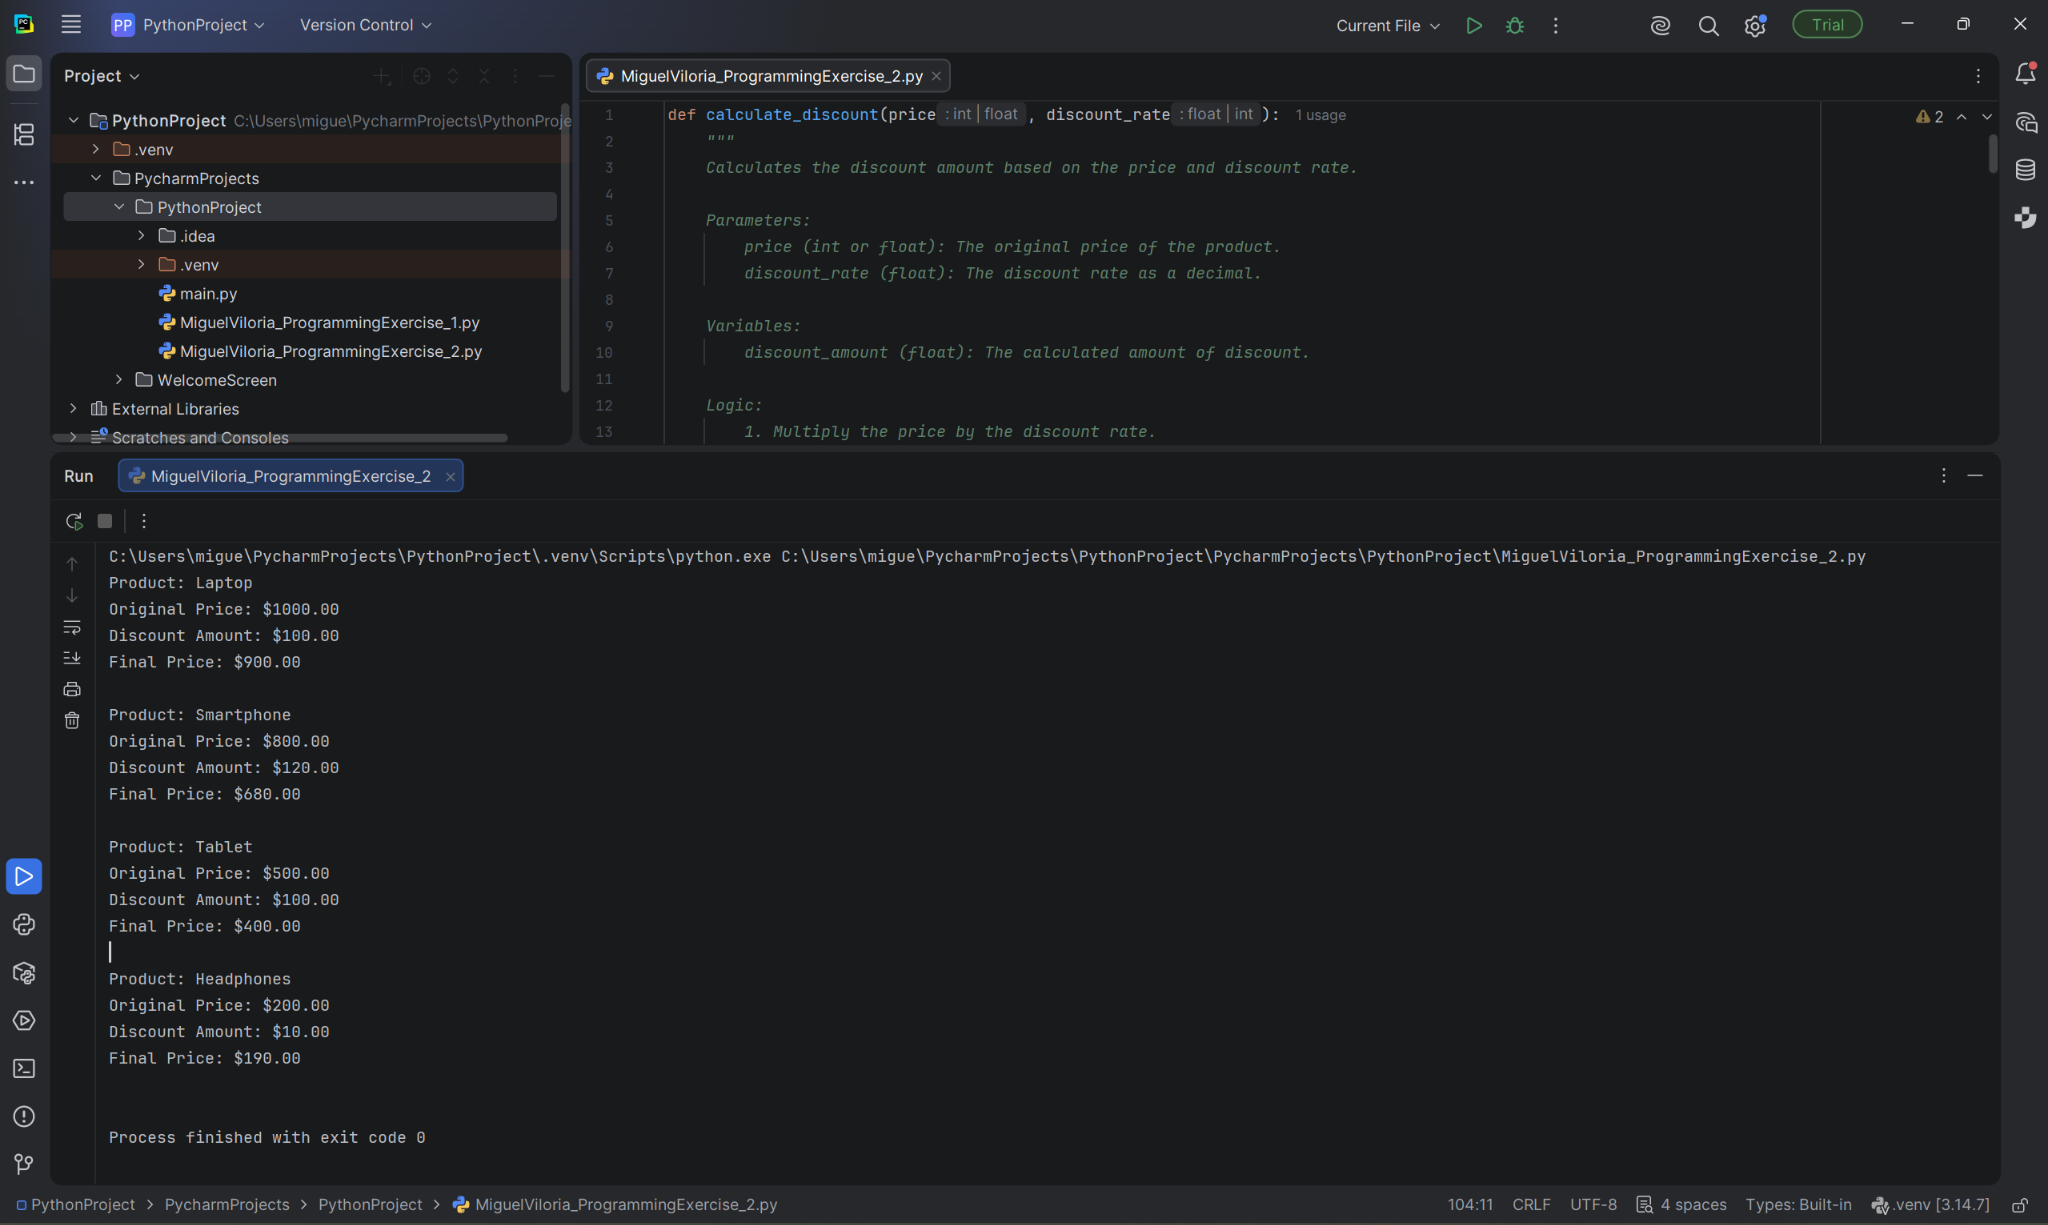 PP PythonProject Version Control Current File Trial
Project
PythonProject C:\Users\migue\PycharmProjects\PythonProje
.venv
PycharmProjects
PythonProject
.idea
.venv
main.py
MiguelViloria_ProgrammingExercise_1.py
MiguelViloria_ProgrammingExercise_2.py
WelcomeScreen
External Libraries
Scratches and Consoles
MiguelViloria_ProgrammingExercise_2.py
1 def calculate_discount(price : int | float , discount_rate : float | int ): 1 usage
2 """
3 Calculates the discount amount based on the price and discount rate.
4
5 Parameters:
6 price (int or float): The original price of the product.
7 discount_rate (float): The discount rate as a decimal.
8
9 Variables:
10 discount_amount (float): The calculated amount of discount.
11
12 Logic:
13 1. Multiply the price by the discount rate.
2
Run MiguelViloria_ProgrammingExercise_2
C:\Users\migue\PycharmProjects\PythonProject\.venv\Scripts\python.exe C:\Users\migue\PycharmProjects\PythonProject\PycharmProjects\PythonProject\MiguelViloria_ProgrammingExercise_2.py
Product: Laptop
Original Price: $1000.00
Discount Amount: $100.00
Final Price: $900.00
Product: Smartphone
Original Price: $800.00
Discount Amount: $120.00
Final Price: $680.00
Product: Tablet
Original Price: $500.00
Discount Amount: $100.00
Final Price: $400.00
Product: Headphones
Original Price: $200.00
Discount Amount: $10.00
Final Price: $190.00
Process finished with exit code 0
PythonProject > PycharmProjects > PythonProject > MiguelViloria_ProgrammingExercise_2.py 104:11 CRLF UTF-8 4 spaces Types: Built-in .venv [3.14.7]